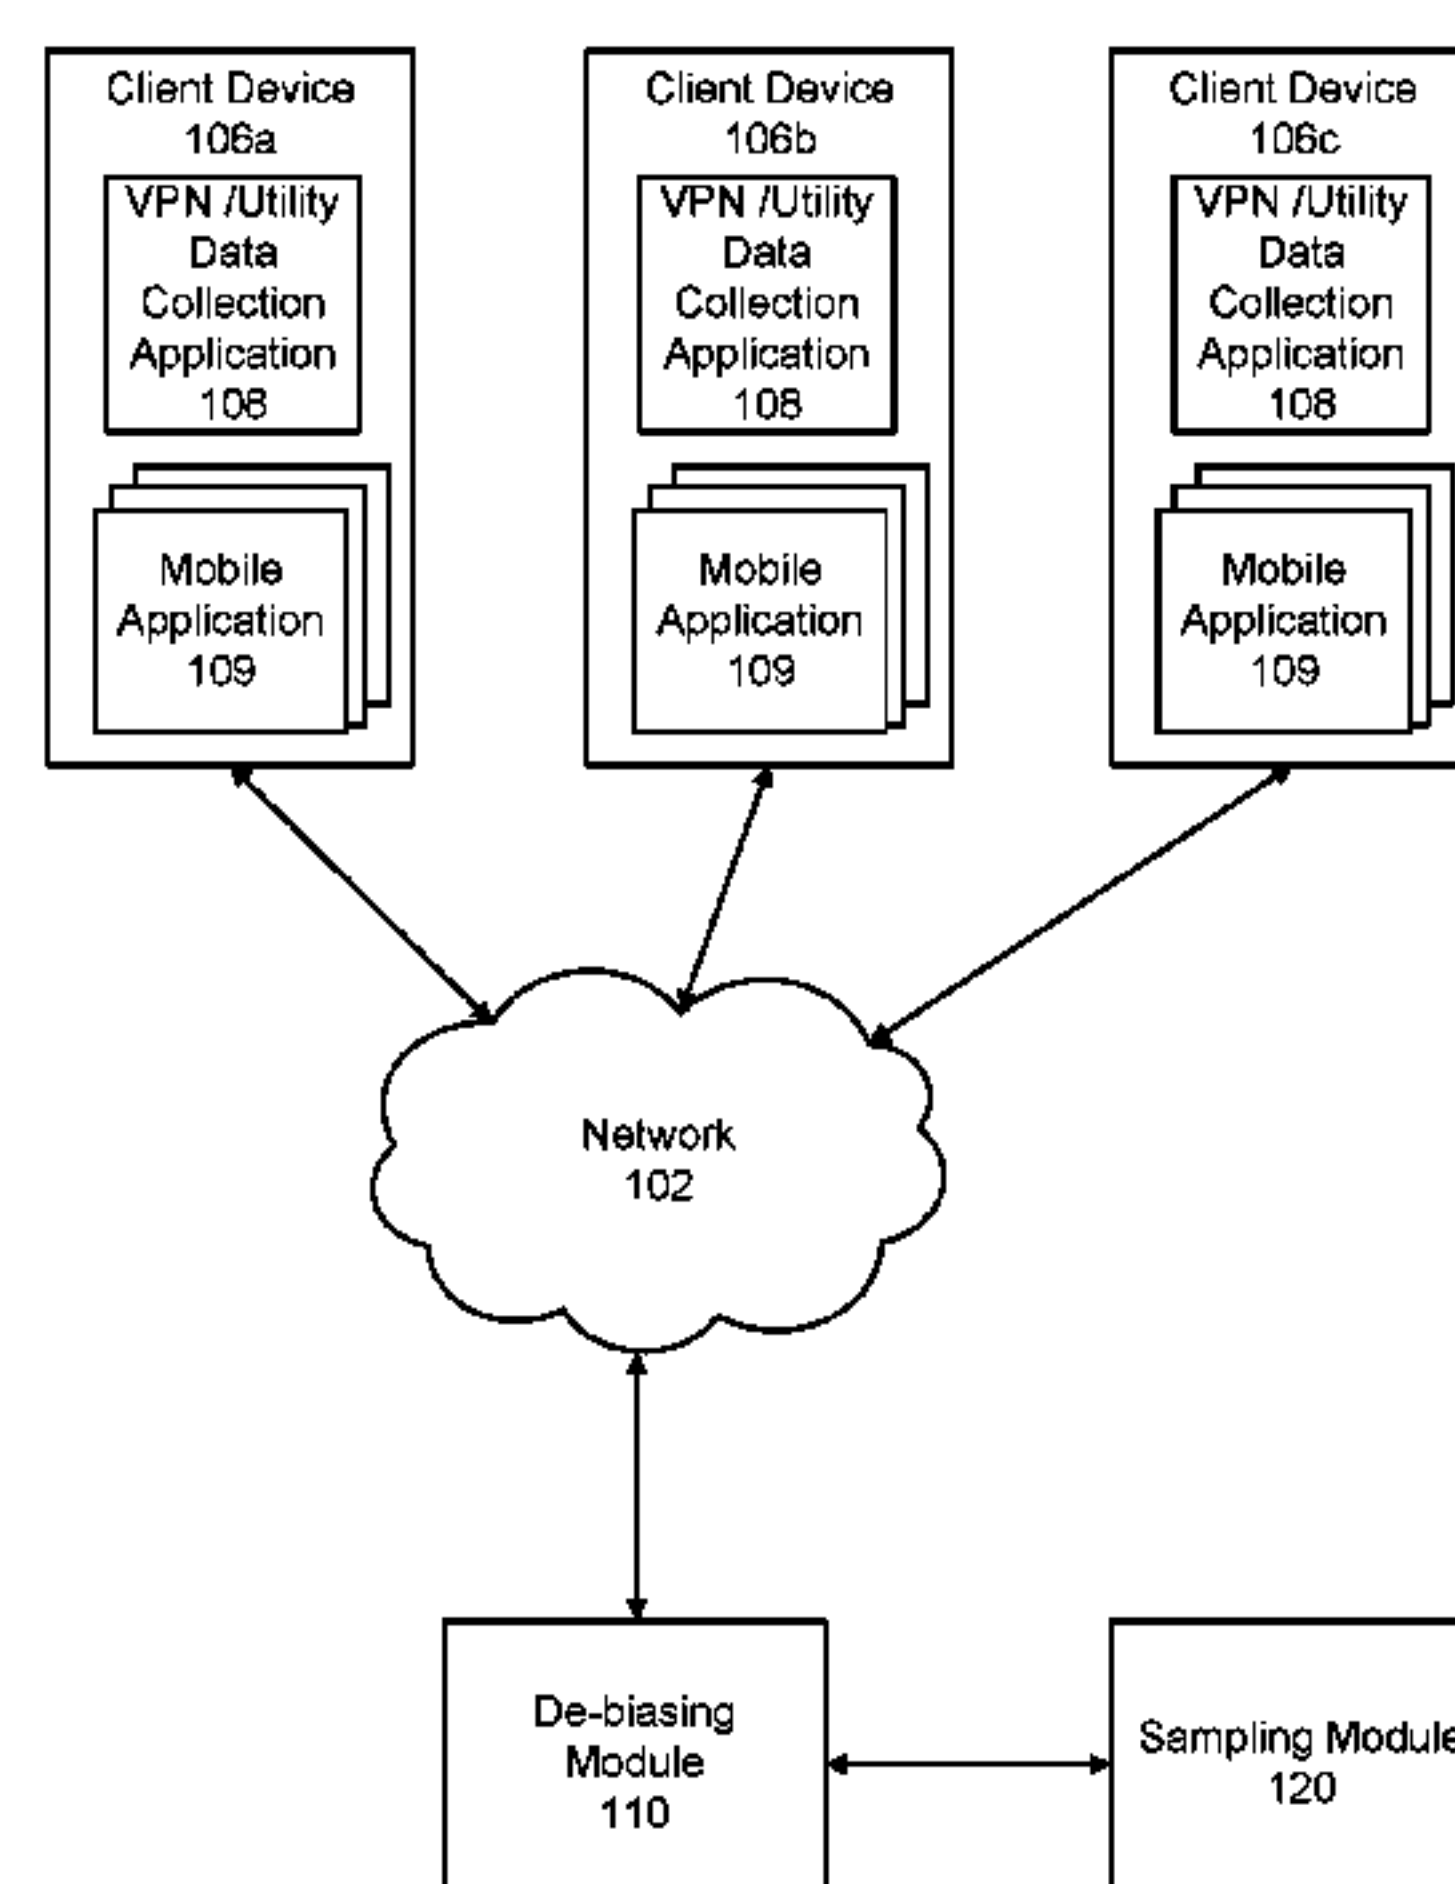 Client Device
106a
VPN /Utility
Data
Collection
Application
108
Mobile
Application
109
Client Device
106b
VPN /Utility
Data
Collection
Application
108
Mobile
Application
109
Client Device
106c
VPN /Utility
Data
Collection
Application
108
Mobile
Application
109
Network
102
De-biasing
Module
110
Sampling Module
120